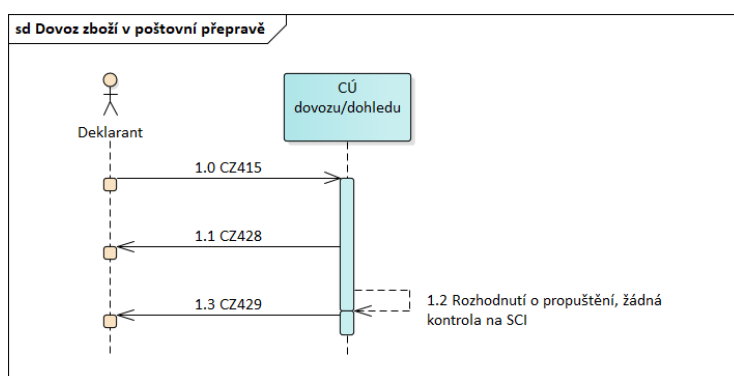 sd Dovoz zboží v poštovní přepravě
CÚ
dovozu/dohledu
Deklarant
1.0 CZ415
1.1 CZ428
1.2 Rozhodnutí o propuštění, žádná
kontrola na SCI
1.3 CZ429